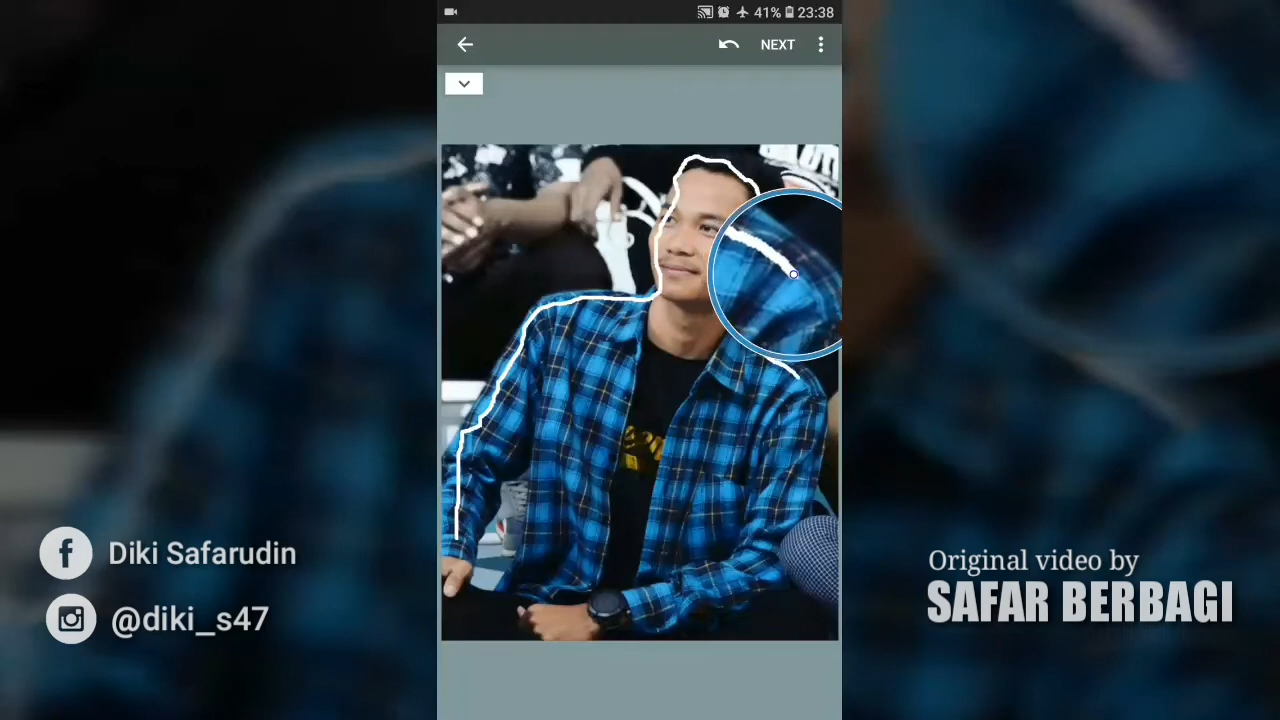 41% 23:38
NEXT
Diki Safarudin
@diki_s47
Original video by
SAFAR BERBAGI